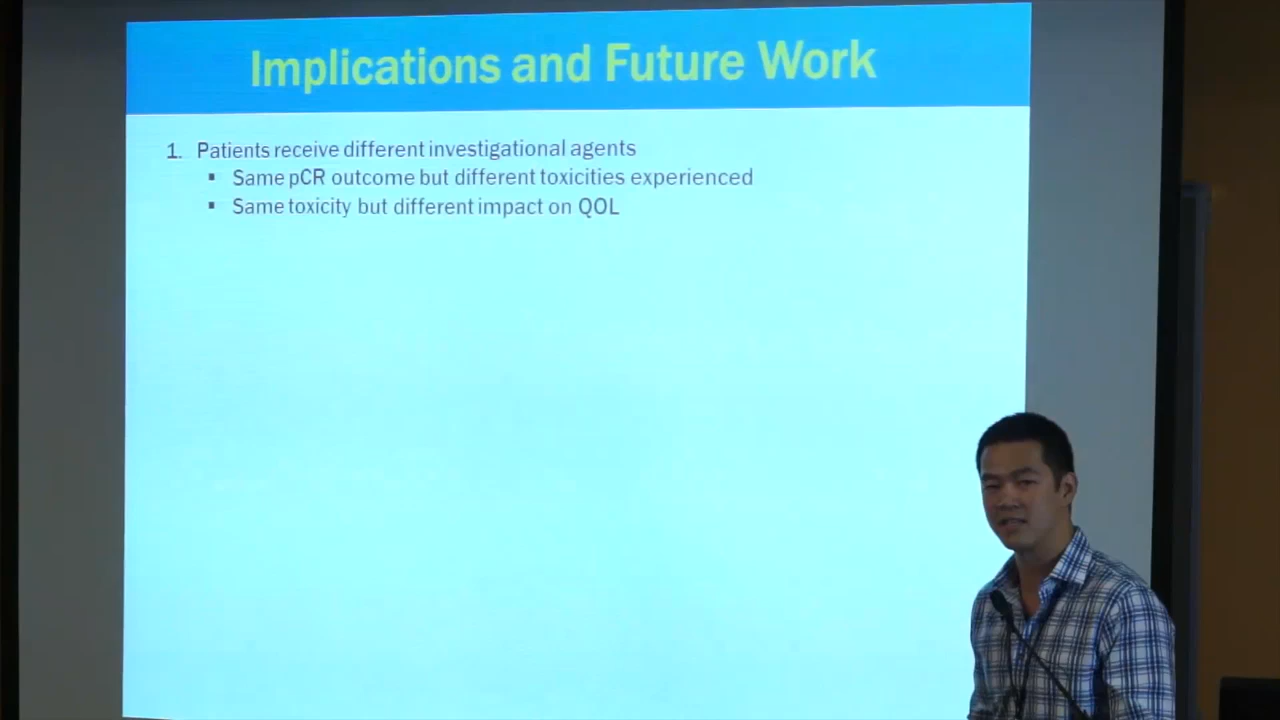 Implications and Future Work
1. Patients receive different investigational agents
▪ Same pCR outcome but different toxicities experienced
▪ Same toxicity but different impact on QOL